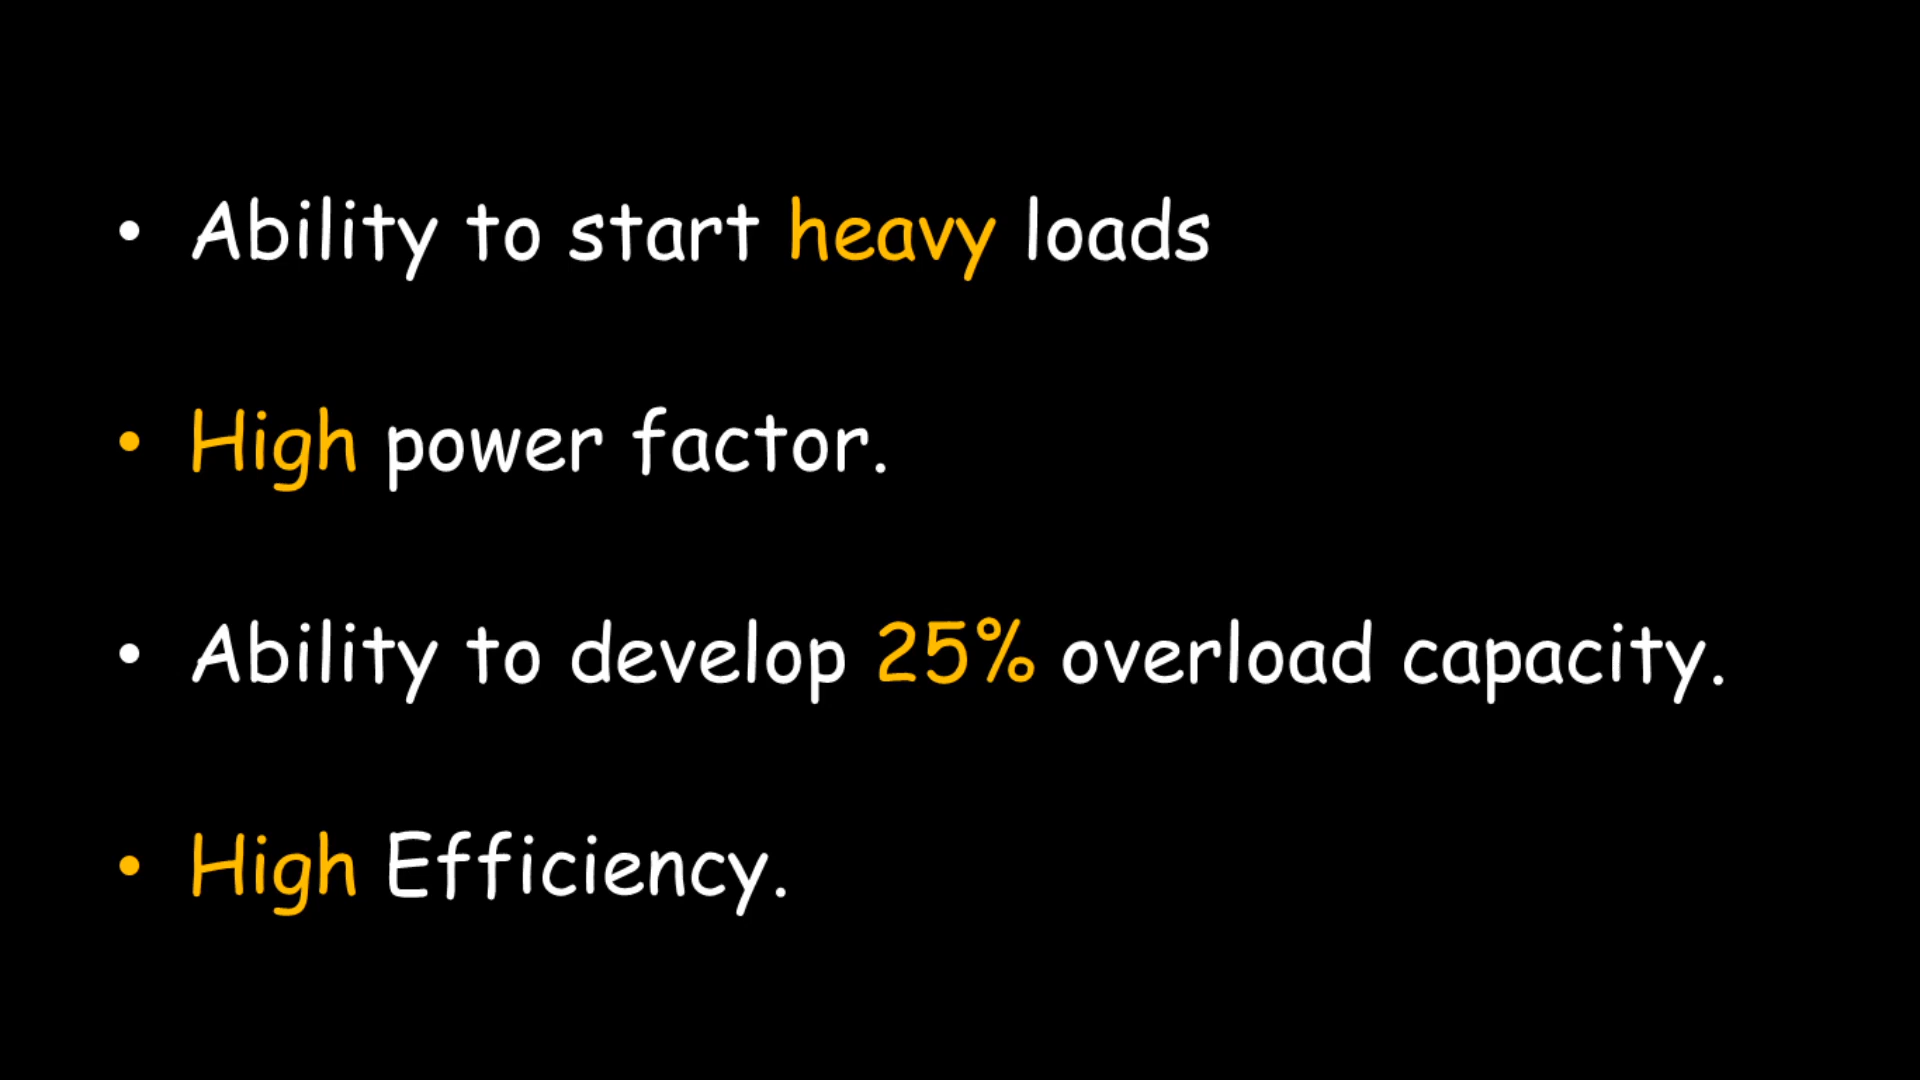 • Ability to start heavy loads
• High power factor.
• Ability to develop 25% overload capacity.
• High Efficiency.